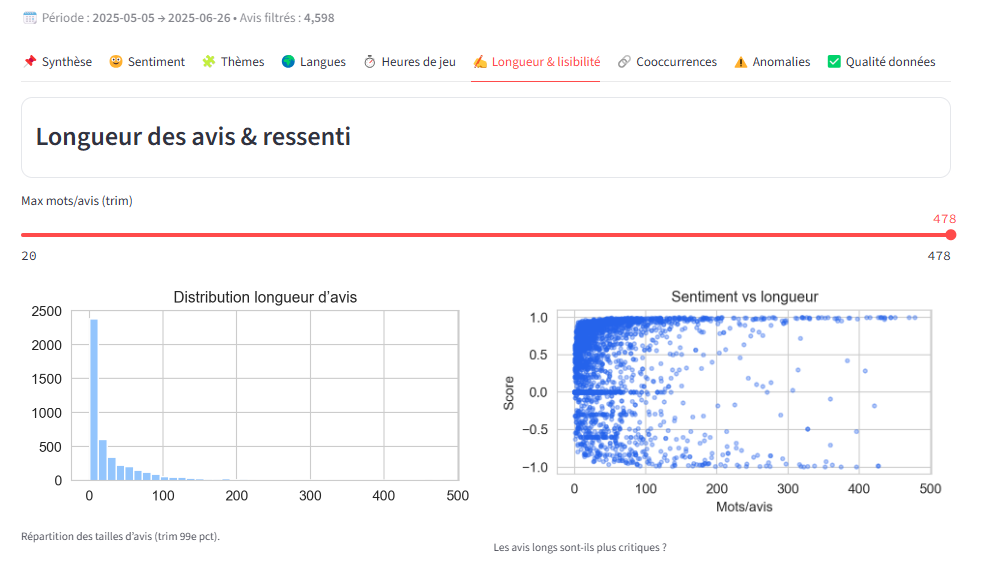 Période : 2025-05-05 → 2025-06-26 • Avis filtrés : 4,598
Synthèse Sentiment Thèmes Langues Heures de jeu Longueur & lisibilité Cooccurrences Anomalies Qualité données
Longueur des avis & ressenti
Max mots/avis (trim)
478
20 478
Distribution longueur d'avis
2500
2000
1500
1000
500
0
0 100 200 300 400 500
Répartition des tailles d'avis (trim 99e pct).
Sentiment vs longueur
Score
1.0
0.5
0.0
−0.5
−1.0
0 100 200 300 400 500
Mots/avis
Les avis longs sont-ils plus critiques ?